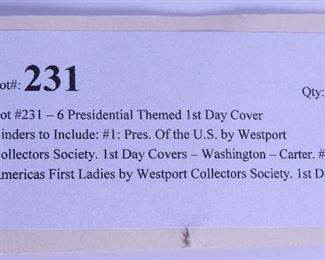 ot#: 231
Qty:
ot #231 – 6 Presidential Themed 1st Day Cover
inders to Include: #1: Pres. Of the U.S. by Westport
ollectors Society. 1st Day Covers – Washington – Carter. #
mericas First Ladies by Westport Collectors Society. 1st D